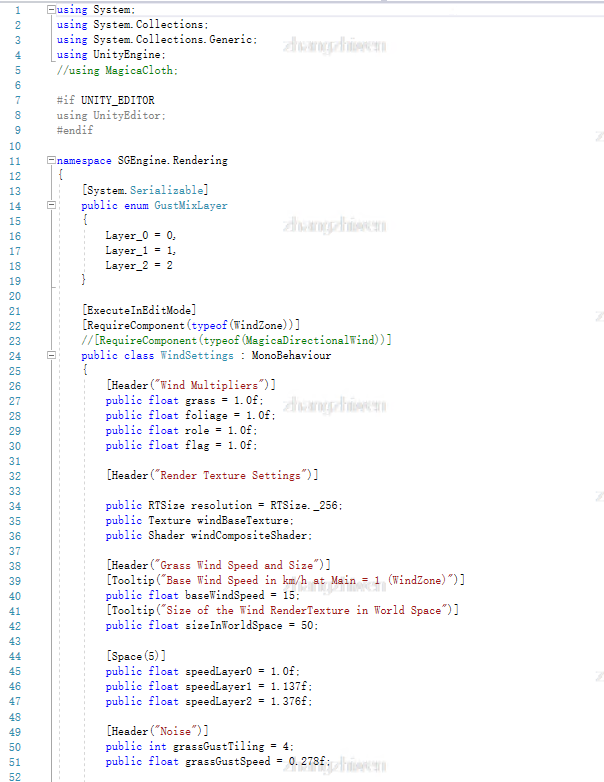 1 using System;
2 using System.Collections;
3 using System.Collections.Generic;
4 using UnityEngine;
5 //using MagicaCloth;
6
7 #if UNITY_EDITOR
8 using UnityEditor;
9 #endif
10
11 namespace SGEngine.Rendering
12 {
13 [System.Serializable]
14 public enum GustMixLayer
15 {
16 Layer_0 = 0,
17 Layer_1 = 1,
18 Layer_2 = 2
19 }
20
21 [ExecuteInEditMode]
22 [RequireComponent(typeof(WindZone))]
23 //[RequireComponent(typeof(MagicaDirectionalWind))]
24 public class WindSettings : MonoBehaviour
25 {
26 [Header("Wind Multipliers")]
27 public float grass = 1.0f;
28 public float foliage = 1.0f;
29 public float role = 1.0f;
30 public float flag = 1.0f;
31
32 [Header("Render Texture Settings")]
33
34 public RTSize resolution = RTSize._256;
35 public Texture windBaseTexture;
36 public Shader windCompositeShader;
37
38 [Header("Grass Wind Speed and Size")]
39 [Tooltip("Base Wind Speed in km/h at Main = 1 (WindZone)")]
40 public float baseWindSpeed = 15;
41 [Tooltip("Size of the Wind RenderTexture in World Space")]
42 public float sizeInWorldSpace = 50;
43
44 [Space(5)]
45 public float speedLayer0 = 1.0f;
46 public float speedLayer1 = 1.137f;
47 public float speedLayer2 = 1.376f;
48
49 [Header("Noise")]
50 public int grassGustTiling = 4;
51 public float grassGustSpeed = 0.278f;
52